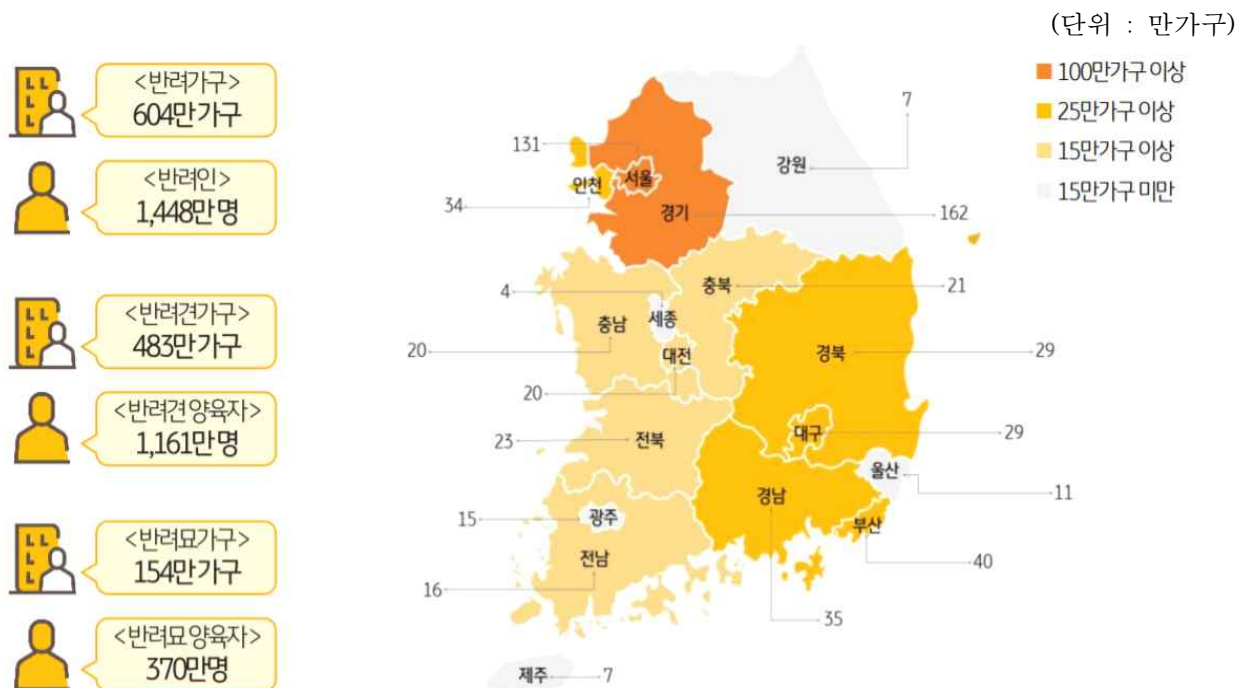 (단위 : 만가구)
100만가구 이상
25만가구 이상
15만가구 이상
15만가구 미만
<반려가구>
604만가구
<반려인>
1,448만 명
<반려견가구>
483만가구
<반려견 양육자>
1,161만 명
<반려묘가구>
154만가구
<반려묘 양육자>
370만명
7
강원
131
서울
인천
34
경기
162
충북
21
4
세종
충남
20
대전
20
경북
29
전북
23
대구
29
울산
11
경남
35
부산
40
광주
15
전남
16
제주
7